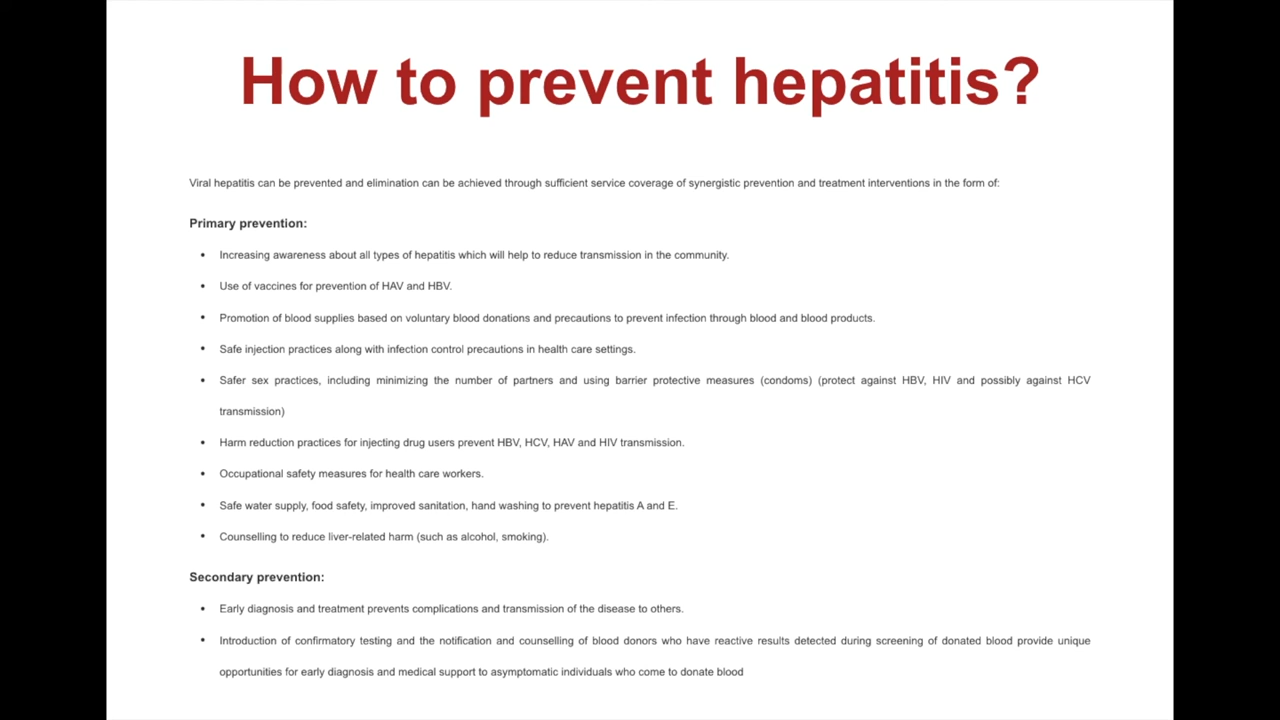 How to prevent hepatitis?
Viral hepatitis can be prevented and elimination can be achieved through sufficient service coverage of synergistic prevention and treatment interventions in the form of:
Primary prevention:
• Increasing awareness about all types of hepatitis which will help to reduce transmission in the community.
• Use of vaccines for prevention of HAV and HBV.
• Promotion of blood supplies based on voluntary blood donations and precautions to prevent infection through blood and blood products.
• Safe injection practices along with infection control precautions in health care settings.
• Safer sex practices, including minimizing the number of partners and using barrier protective measures (condoms) (protect against HBV, HIV and possibly against HCV
transmission)
• Harm reduction practices for injecting drug users prevent HBV, HCV, HAV and HIV transmission.
• Occupational safety measures for health care workers.
• Safe water supply, food safety, improved sanitation, hand washing to prevent hepatitis A and E.
• Counselling to reduce liver-related harm (such as alcohol, smoking).
Secondary prevention:
• Early diagnosis and treatment prevents complications and transmission of the disease to others.
• Introduction of confirmatory testing and the notification and counselling of blood donors who have reactive results detected during screening of donated blood provide unique
opportunities for early diagnosis and medical support to asymptomatic individuals who come to donate blood